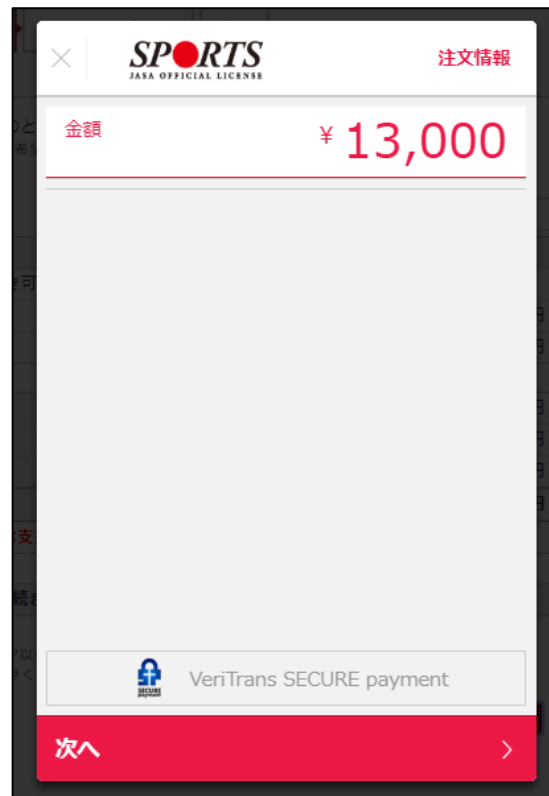 SPORTS
JASA OFFICIAL LICENSE
注文情報
金額
¥ 13,000
SECURE
payment
VeriTrans SECURE payment
次へ